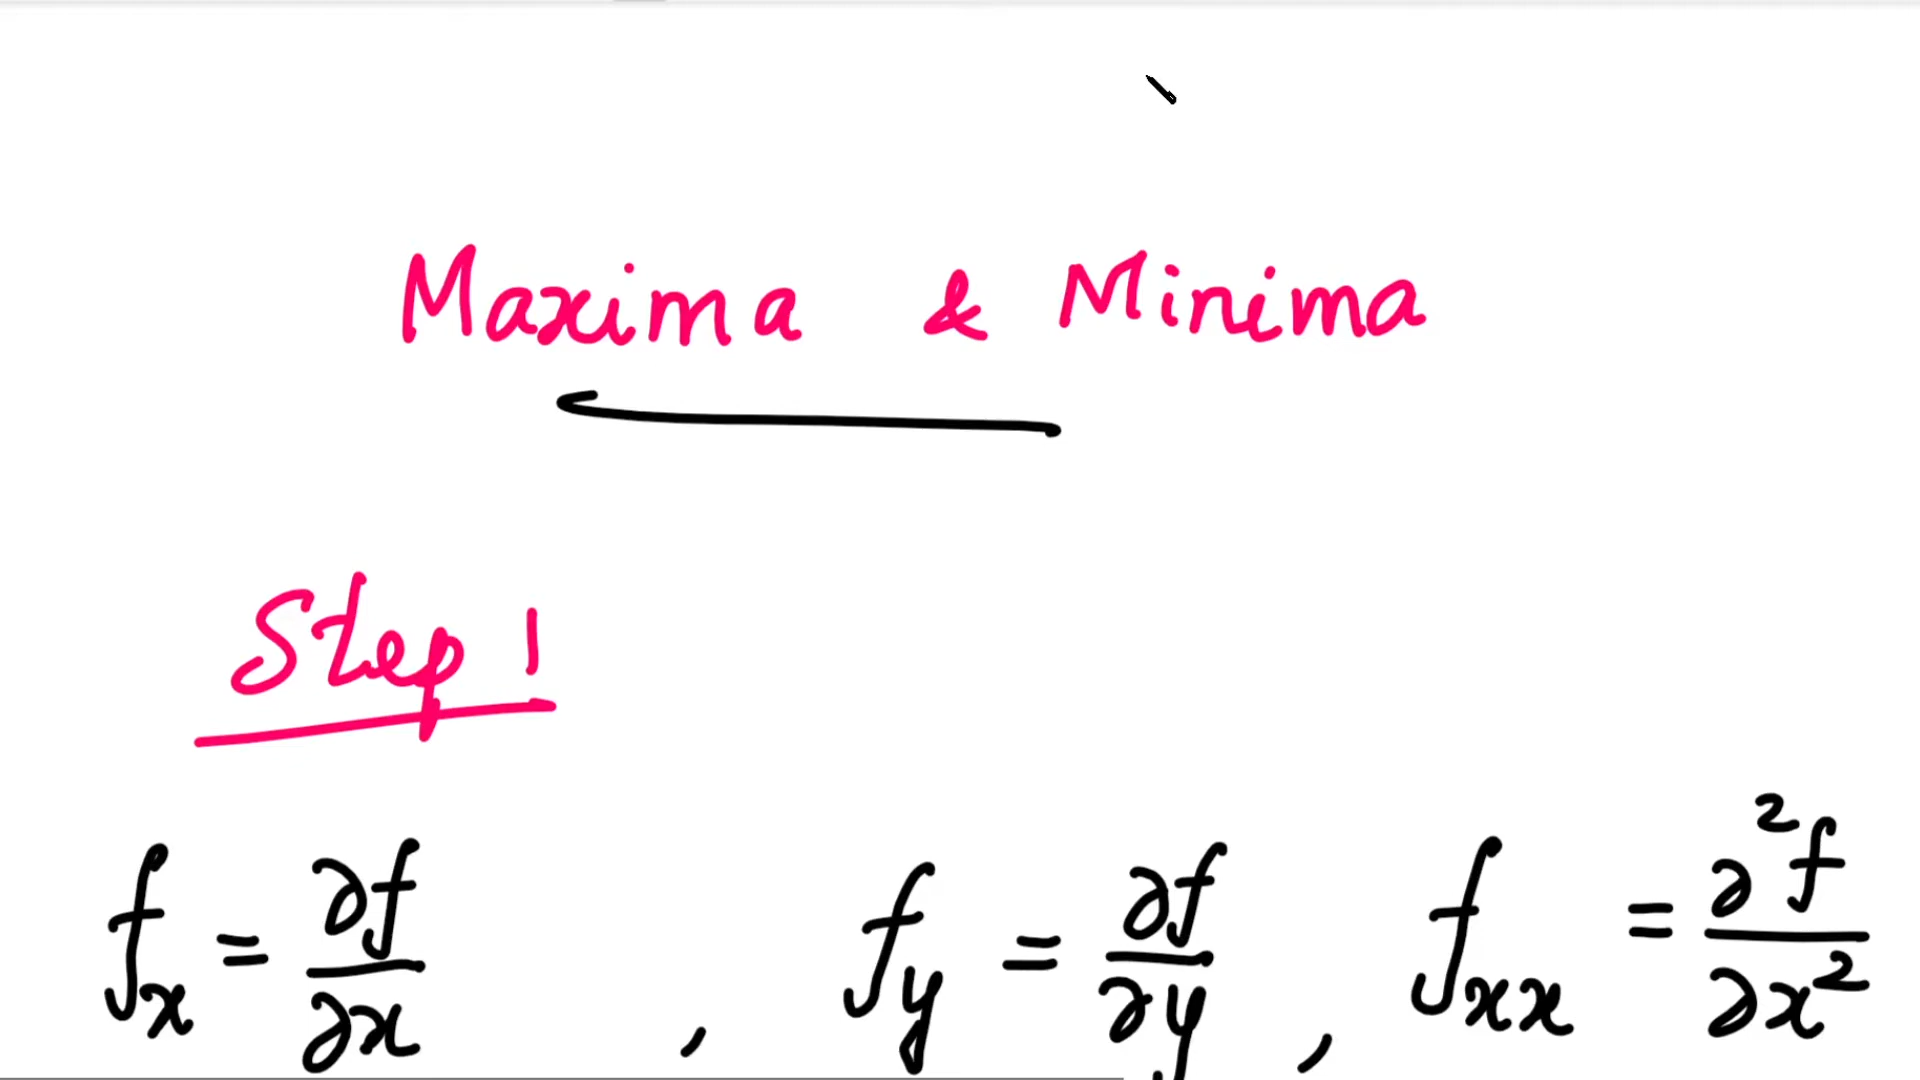 Maxima & Minima
Step 1
fx = ∂f/∂x , fy = ∂f/∂y , fxx = ∂²f/∂x²